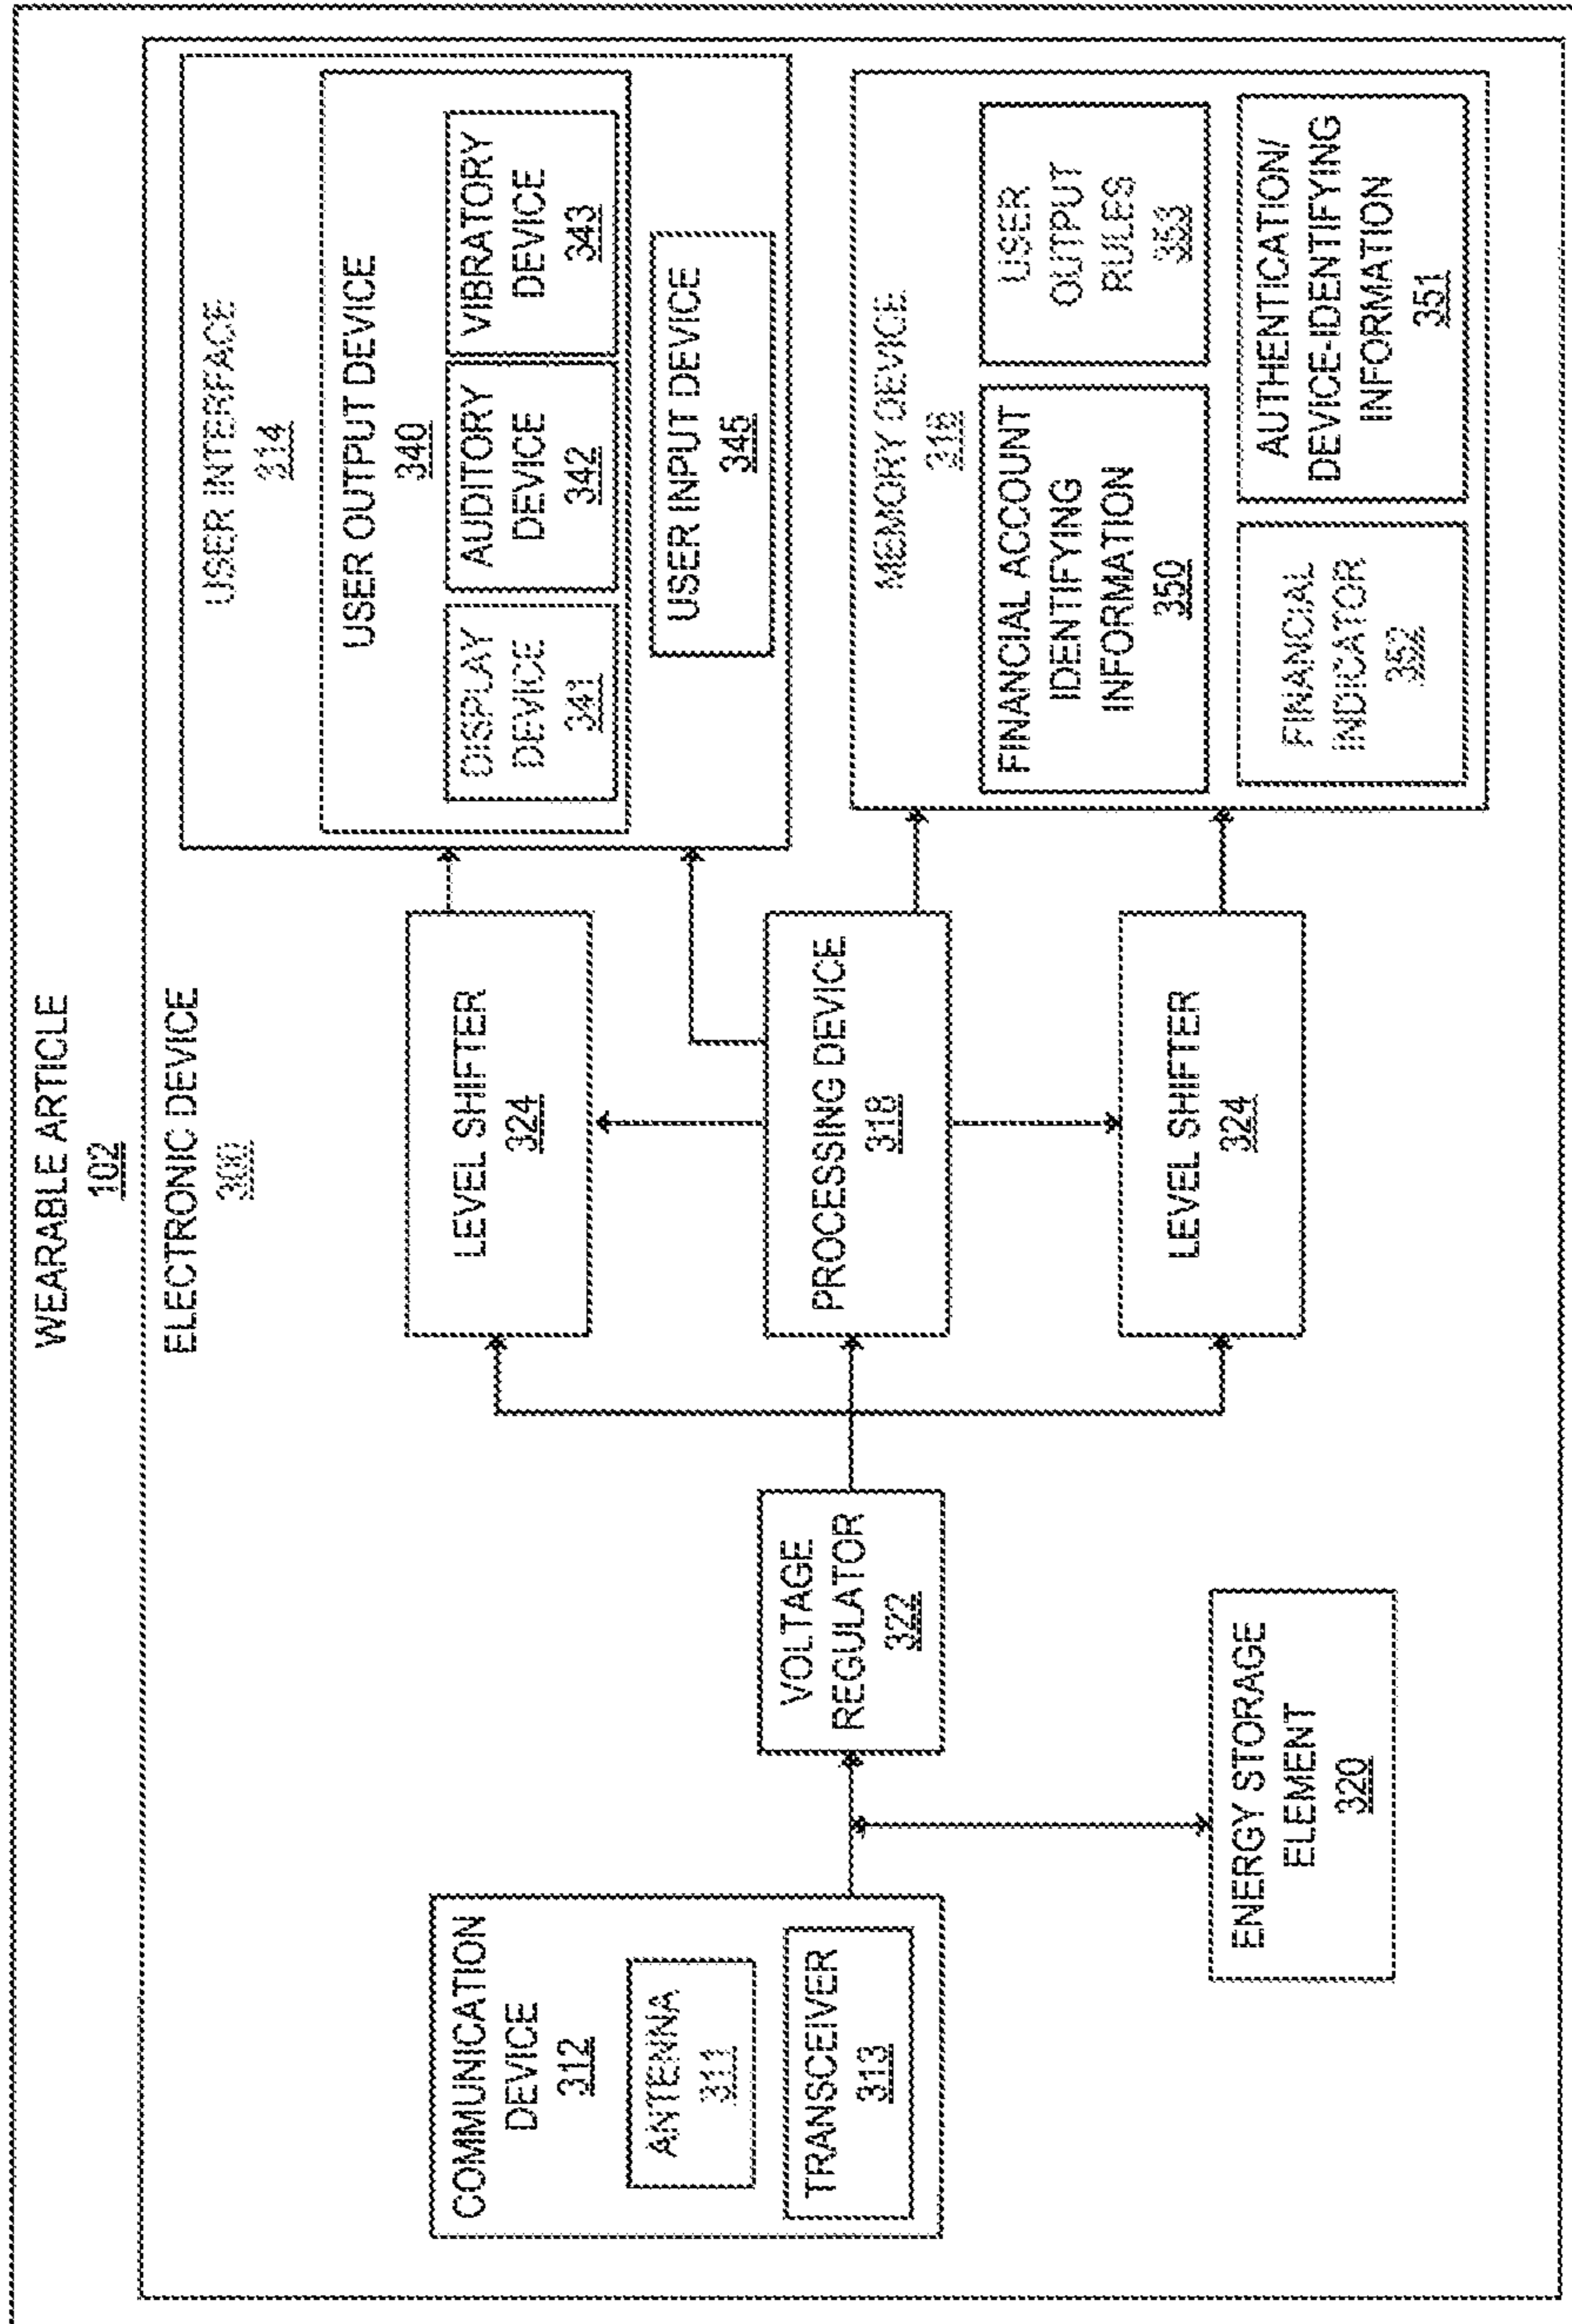 WEARABLE ARTICLE
102
ELECTRONIC DEVICE
300
COMMUNICATION
DEVICE
312
ANTENNA
311
TRANSCEIVER
313
VOLTAGE
REGULATOR
322
ENERGY STORAGE
ELEMENT
320
LEVEL SHIFTER
324
PROCESSING DEVICE
318
LEVEL SHIFTER
324
USER INTERFACE
314
USER OUTPUT DEVICE
340
DISPLAY
DEVICE
341
AUDITORY
DEVICE
342
VIBRATORY
DEVICE
343
USER INPUT DEVICE
345
MEMORY DEVICE
FINANCIAL ACCOUNT
IDENTIFYING
INFORMATION
350
USER
OUTPUT
RULES
353
FINANCIAL
INDICATOR
352
AUTHENTICATION/
DEVICE-IDENTIFYING
INFORMATION
351